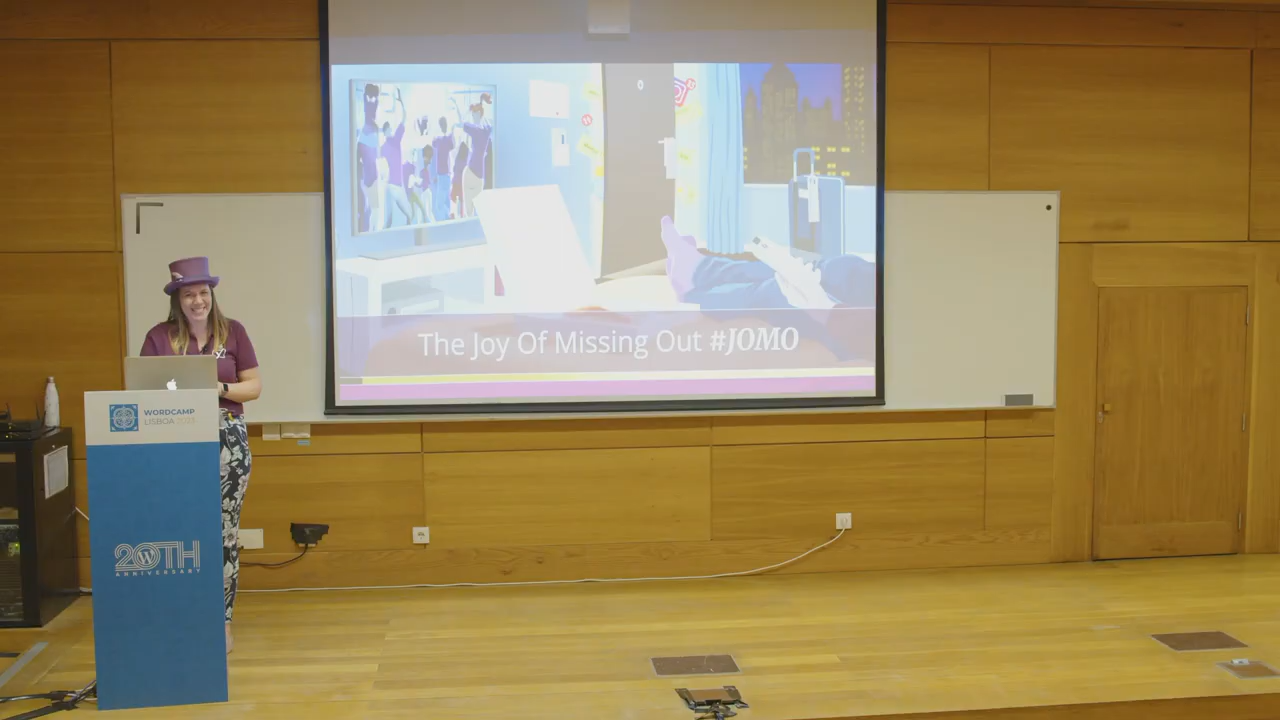 The Joy Of Missing Out #JOMO
WORDCAMP
LISBOA 2023
20TH
ANNIVERSARY